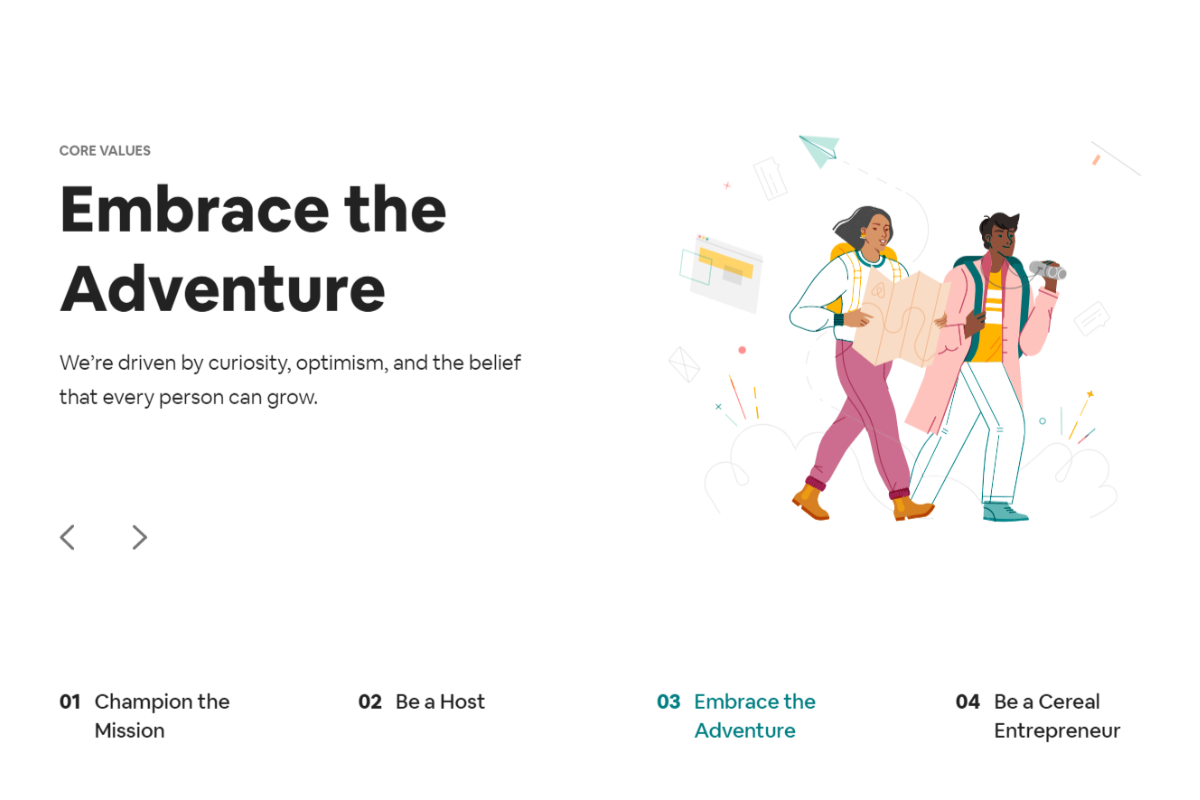 CORE VALUES
Embrace the
Adventure
We’re driven by curiosity, optimism, and the belief
that every person can grow.
01 Champion the
Mission
02 Be a Host
03 Embrace the
Adventure
04 Be a Cereal
Entrepreneur